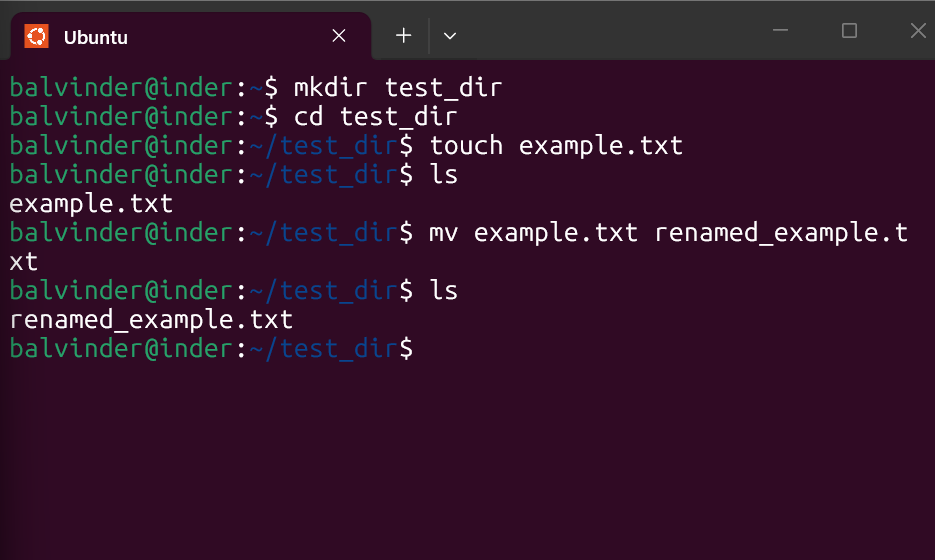 Ubuntu
balvinder@inder:~$ mkdir test_dir
balvinder@inder:~$ cd test_dir
balvinder@inder:~/test_dir$ touch example.txt
balvinder@inder:~/test_dir$ ls
example.txt
balvinder@inder:~/test_dir$ mv example.txt renamed_example.t
xt
balvinder@inder:~/test_dir$ ls
renamed_example.txt
balvinder@inder:~/test_dir$